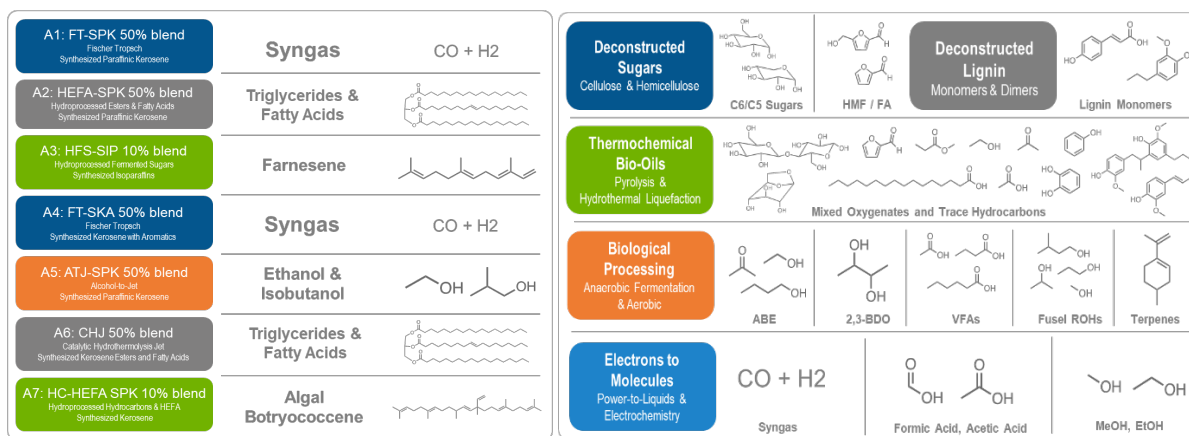 A1: FT-SPK 50% blend
Fischer Tropsch
Synthesized Paraffinic Kerosene
Syngas
CO + H2
A2: HEFA-SPK 50% blend
Hydroprocessed Esters & Fatty Acids
Synthesized Paraffinic Kerosene
Triglycerides &
Fatty Acids
A3: HFS-SIP 10% blend
Hydroprocessed Fermented Sugars
Synthesized Isoparaffins
Farnesene
A4: FT-SKA 50% blend
Fischer Tropsch
Synthesized Kerosene with Aromatics
Syngas
CO + H2
A5: ATJ-SPK 50% blend
Alcohol-to-Jet
Synthesized Paraffinic Kerosene
Ethanol &
Isobutanol
OH
OH
A6: CHJ 50% blend
Catalytic Hydrothermolysis Jet
Synthesized Kerosene Esters and Fatty Acids
Triglycerides &
Fatty Acids
A7: HC-HEFA SPK 10% blend
Hydroprocessed Hydrocarbons & HEFA
Synthesized Kerosene
Algal
Botryococcene
Deconstructed
Sugars
Cellulose & Hemicellulose
C6/C5 Sugars
HMF / FA
Deconstructed
Lignin
Monomers & Dimers
Lignin Monomers
Thermochemical
Bio-Oils
Pyrolysis &
Hydrothermal Liquefaction
Mixed Oxygenates and Trace Hydrocarbons
Biological
Processing
Anaerobic Fermentation
& Aerobic
ABE
2,3-BDO
VFAs
Fusel ROHs
Terpenes
Electrons to
Molecules
Power-to-Liquids &
Electrochemistry
CO + H2
Syngas
Formic Acid, Acetic Acid
MeOH, EtOH